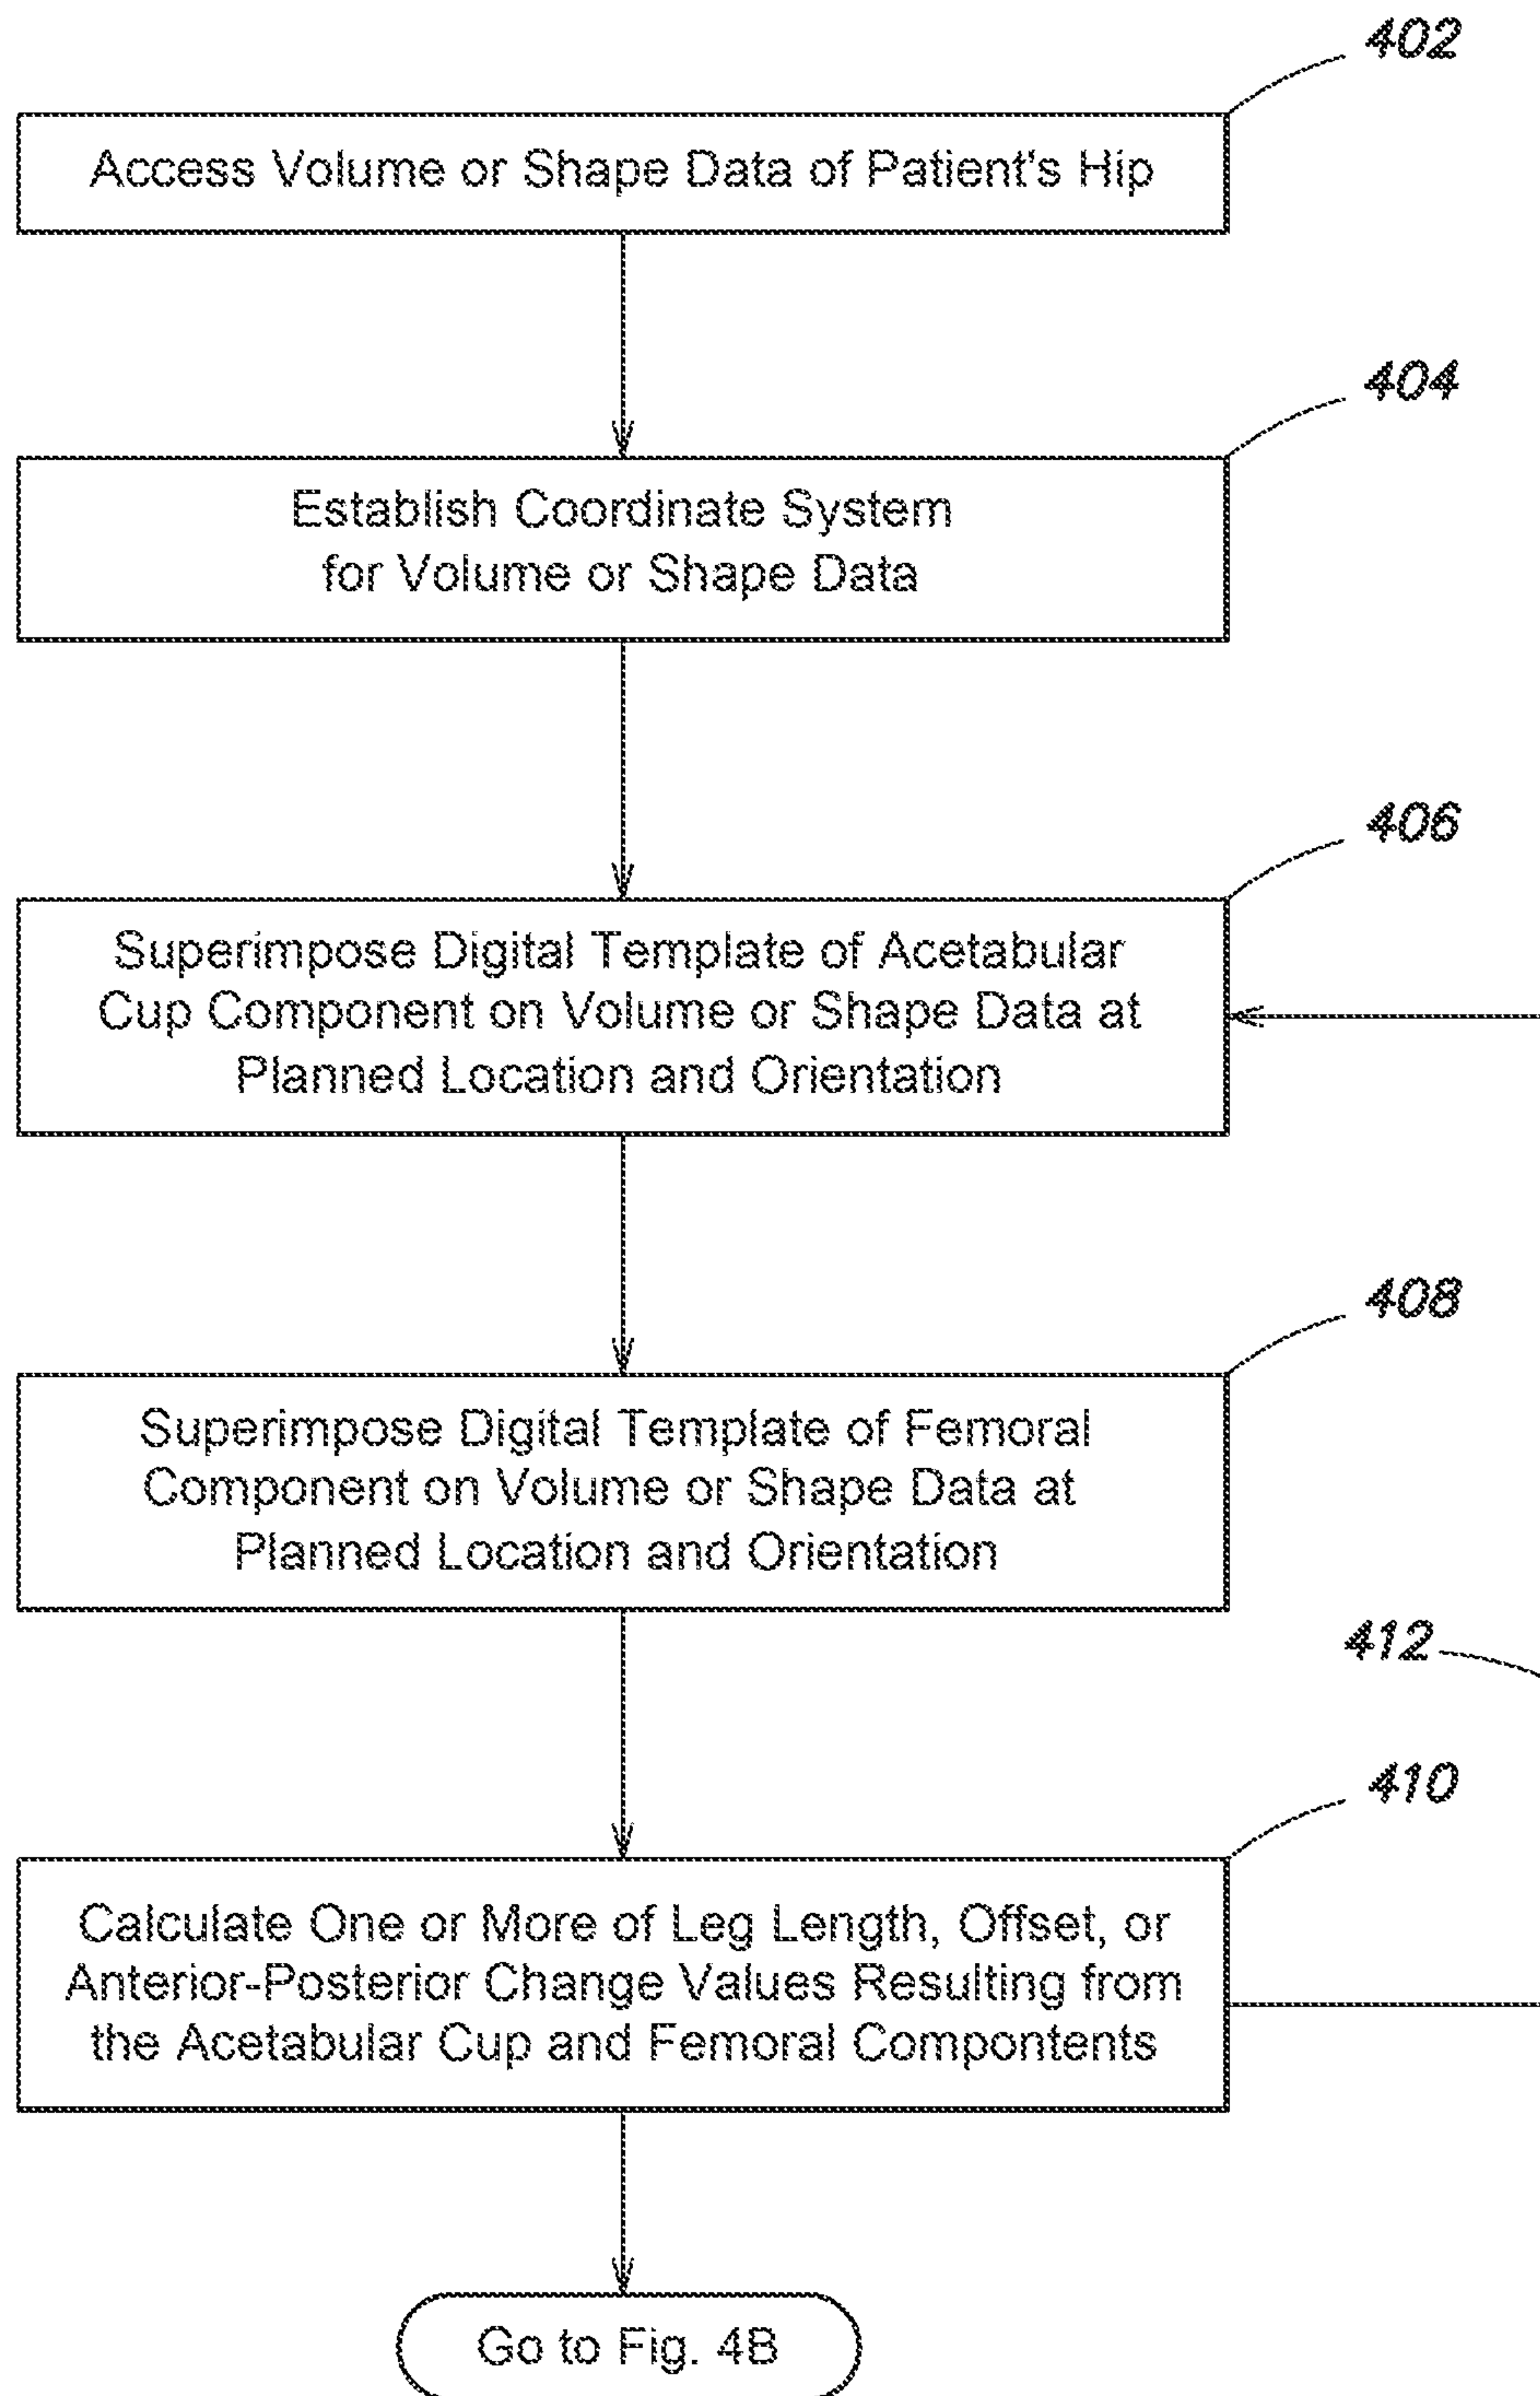 402
Access Volume or Shape Data of Patient's Hip
404
Establish Coordinate System
for Volume or Shape Data
406
Superimpose Digital Template of Acetabular
Cup Component on Volume or Shape Data at
Planned Location and Orientation
408
Superimpose Digital Template of Femoral
Component on Volume or Shape Data at
Planned Location and Orientation
412
410
Calculate One or More of Leg Length, Offset, or
Anterior-Posterior Change Values Resulting from
the Acetabular Cup and Femoral Compontents
Go to Fig. 4B